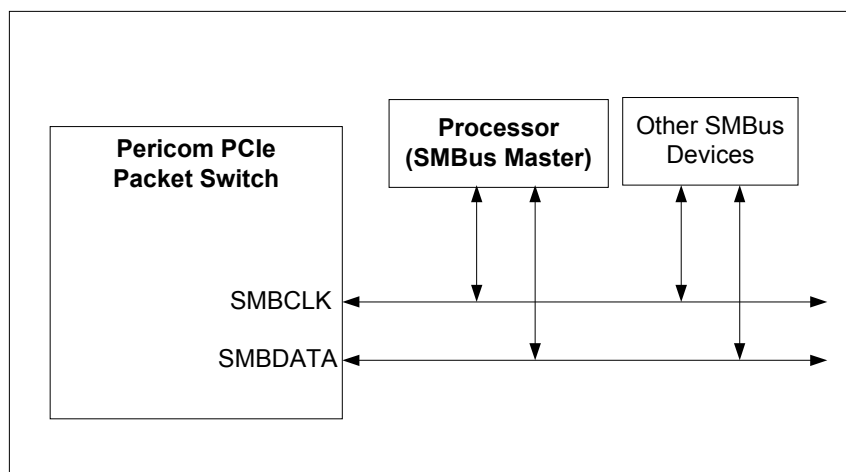 Pericom PCIe
Packet Switch
Processor
(SMBus Master)
Other SMBus
Devices
SMBCLK
SMBDATA